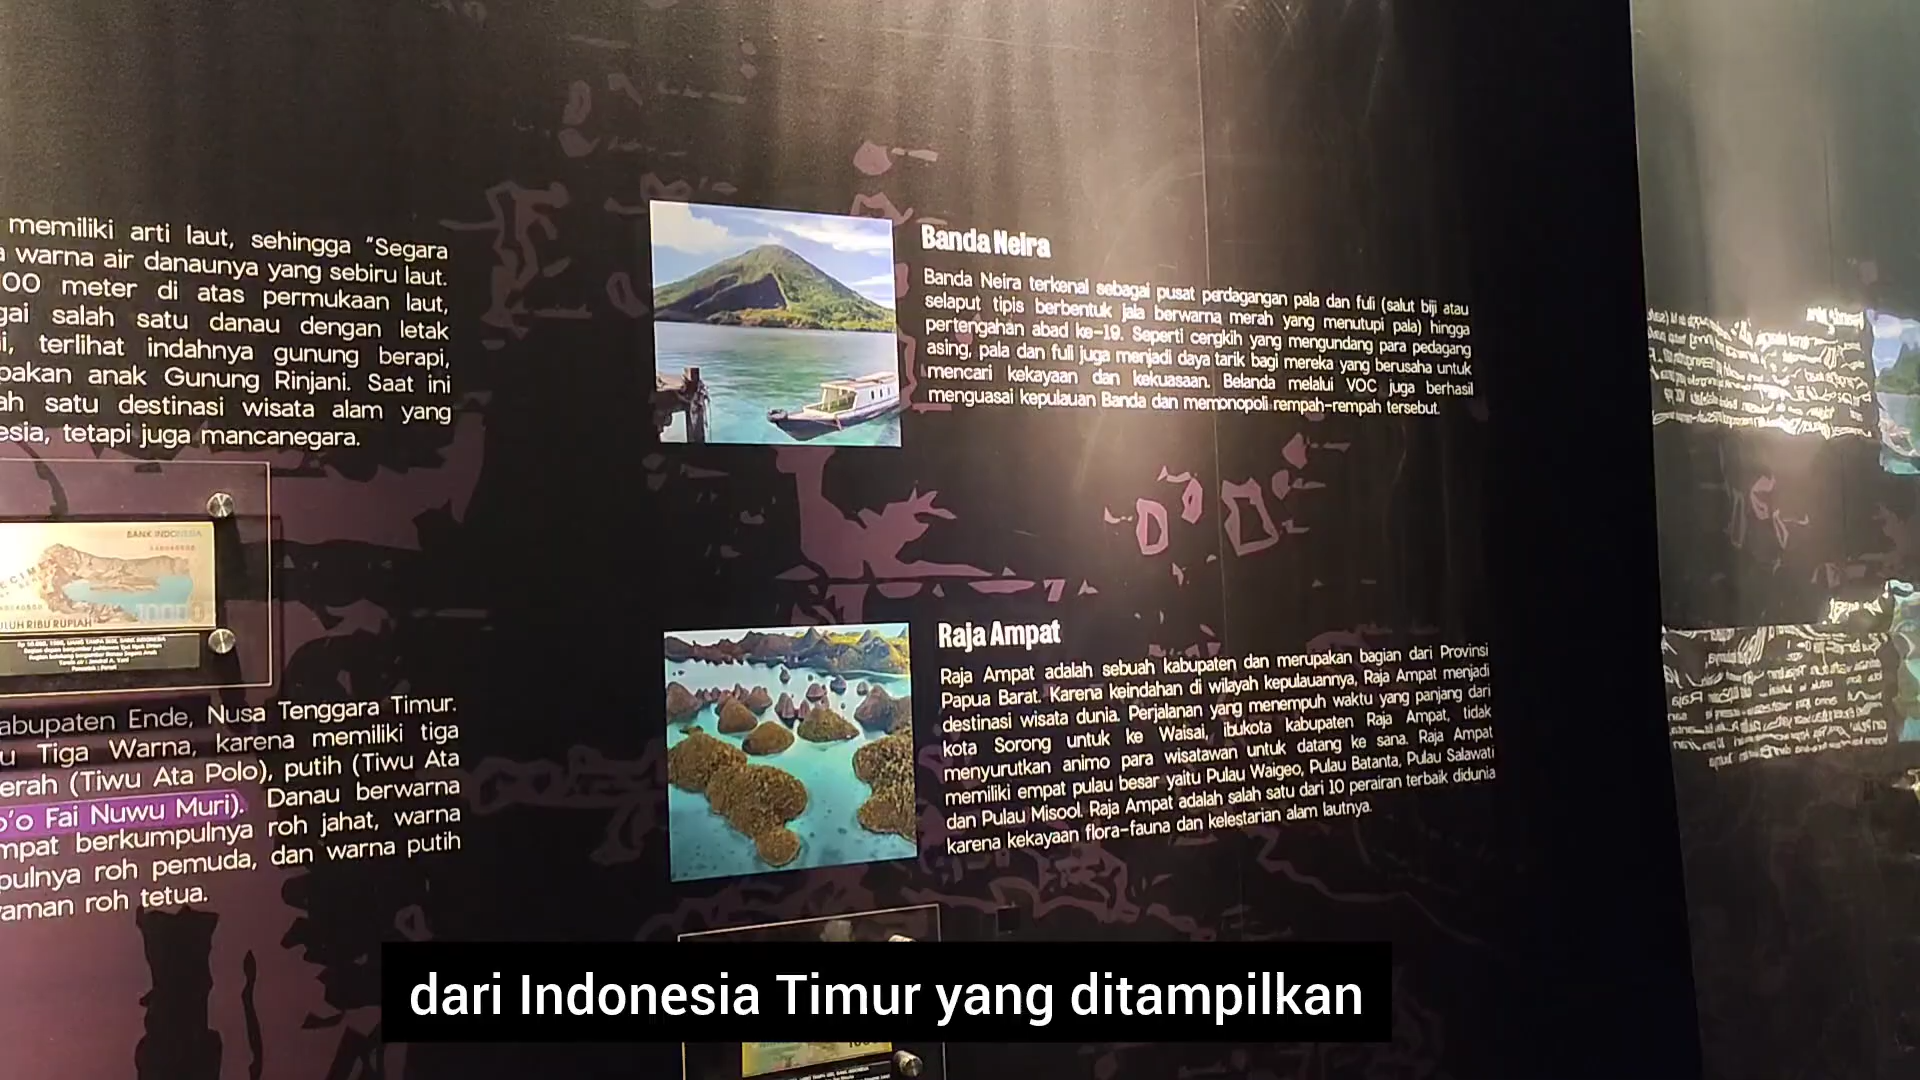 memiliki arti laut, sehingga "Segara
warna air danaunya yang sebiru laut.
meter di atas permukaan laut,
salah satu danau dengan letak
terlihat indahnya gunung berapi,
anak Gunung Rinjani. Saat ini
satu destinasi wisata alam yang
tetapi juga mancanegara.
BANK INDONESIA
RIBU RUPIAH
Kabupaten Ende, Nusa Tenggara Timur.
Tiga Warna, karena memiliki tiga
(Tiwu Ata Polo), putih (Tiwu Ata
Fai Nuwu Muri). Danau berwarna
berkumpulnya roh jahat, warna
roh pemuda, dan warna putih
roh tetua.
Banda Neira
Banda Neira terkenal sebagai pusat perdagangan pala dan fuli (salut biji atau
selaput tipis berbentuk jala berwarna merah yang menutupi pala) hingga
pertengahan abad ke-19. Seperti cengkih yang mengundang para pedagang
asing, pala dan fuli juga menjadi daya tarik bagi mereka yang berusaha untuk
mencari kekayaan dan kekuasaan. Belanda melalui VOC juga berhasil
menguasai kepulauan Banda dan memonopoli rempah-rempah tersebut.
Raja Ampat
Raja Ampat adalah sebuah kabupaten dan merupakan bagian dari Provinsi
Papua Barat. Karena keindahan di wilayah kepulauannya, Raja Ampat menjadi
destinasi wisata dunia. Perjalanan yang menempuh waktu yang panjang dari
kota Sorong untuk ke Waisai, ibukota kabupaten Raja Ampat, tidak
menyurutkan animo para wisatawan untuk datang ke sana. Raja Ampat
memiliki empat pulau besar yaitu Pulau Waigeo, Pulau Batanta, Pulau Salawati
dan Pulau Misool. Raja Ampat adalah salah satu dari 10 perairan terbaik didunia
karena kekayaan flora-fauna dan kelestarian alam lautnya.
dari Indonesia Timur yang ditampilkan